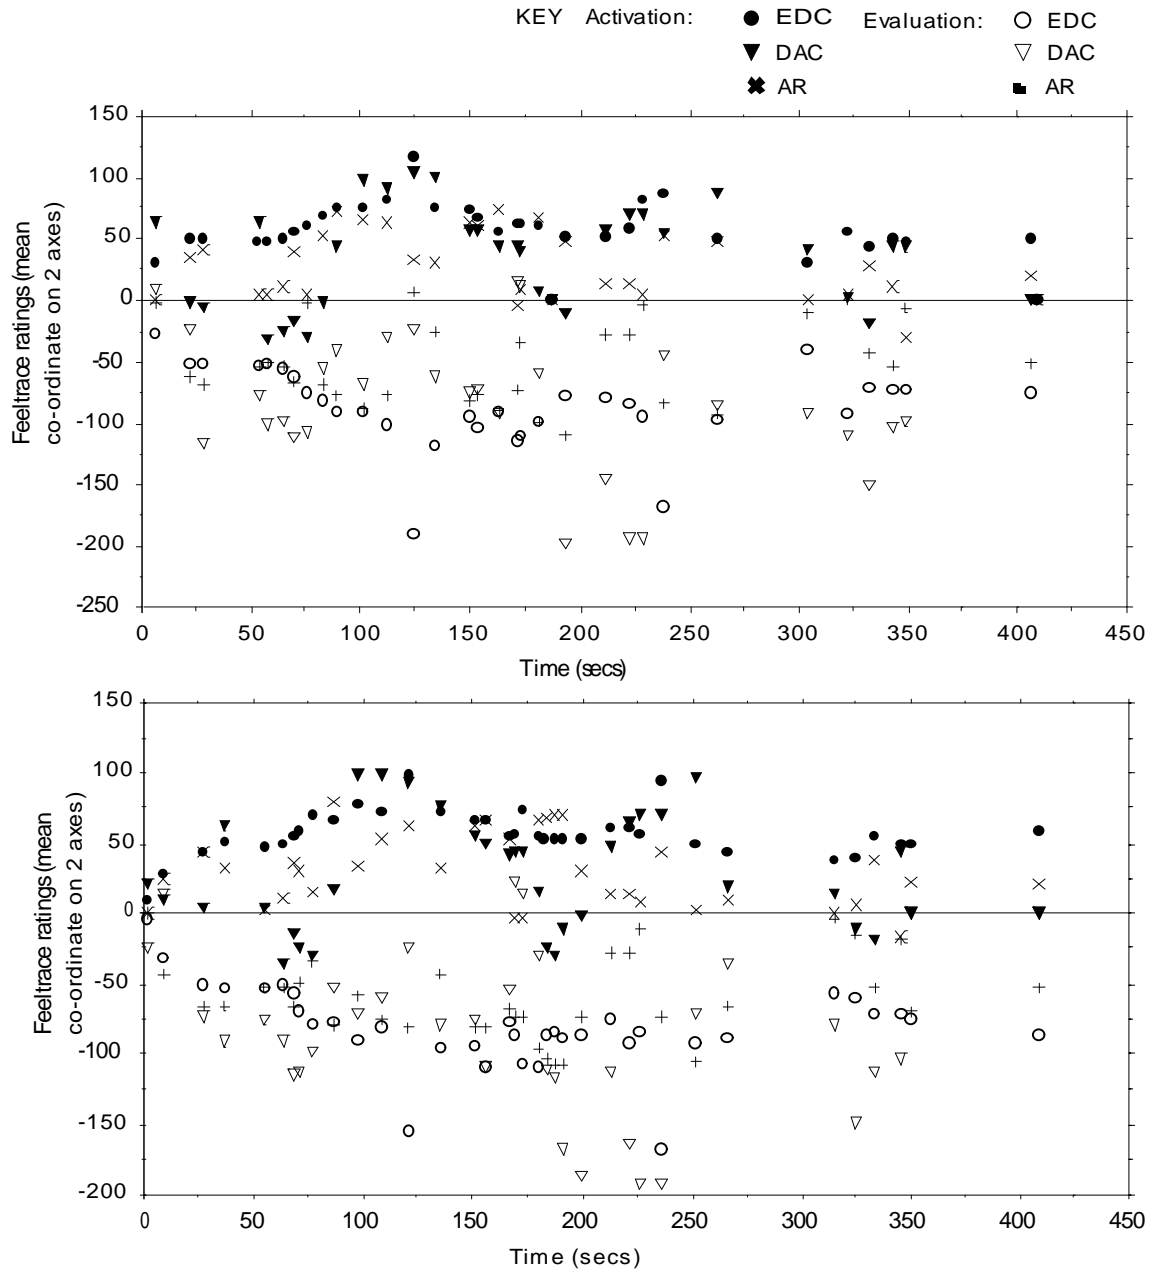 KEY Activation: EDC Evaluation: EDC
DAC DAC
AR AR
150
100
50
0
-50
-100
-150
-200
-250
Feeltrace ratings (mean
co-ordinate on 2 axes)
0 50 100 150 200 250 300 350 400 450
Time (secs)
150
100
50
0
-50
-100
-150
-200
Feeltrace ratings (mean
co-ordinate on 2 axes)
0 50 100 150 200 250 300 350 400 450
Time (secs)